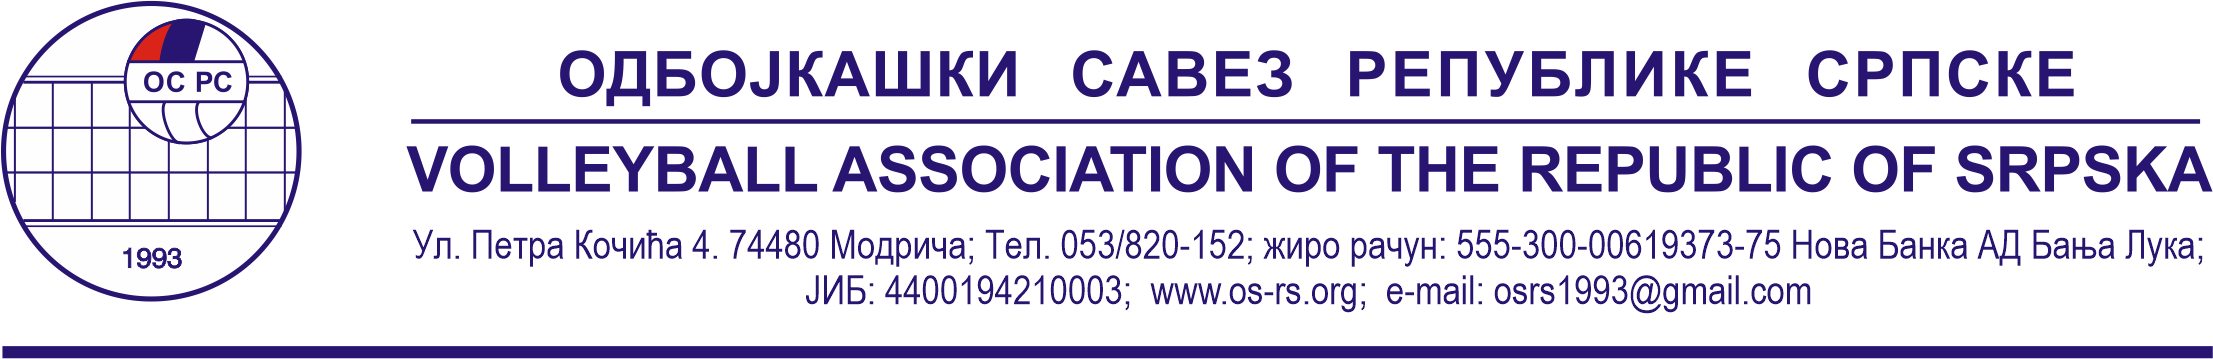 ОС РС
1993
ОДБОЈКАШКИ САВЕЗ РЕПУБЛИКЕ СРПСКЕ
VOLLEYBALL ASSOCIATION OF THE REPUBLIC OF SRPSKA
Ул. Петра Кочића 4. 74480 Модрича; Тел. 053/820-152; жиро рачун: 555-300-00619373-75 Нова Банка АД Бања Лука;
ЈИБ: 4400194210003; www.os-rs.org; e-mail: osrs1993@gmail.com